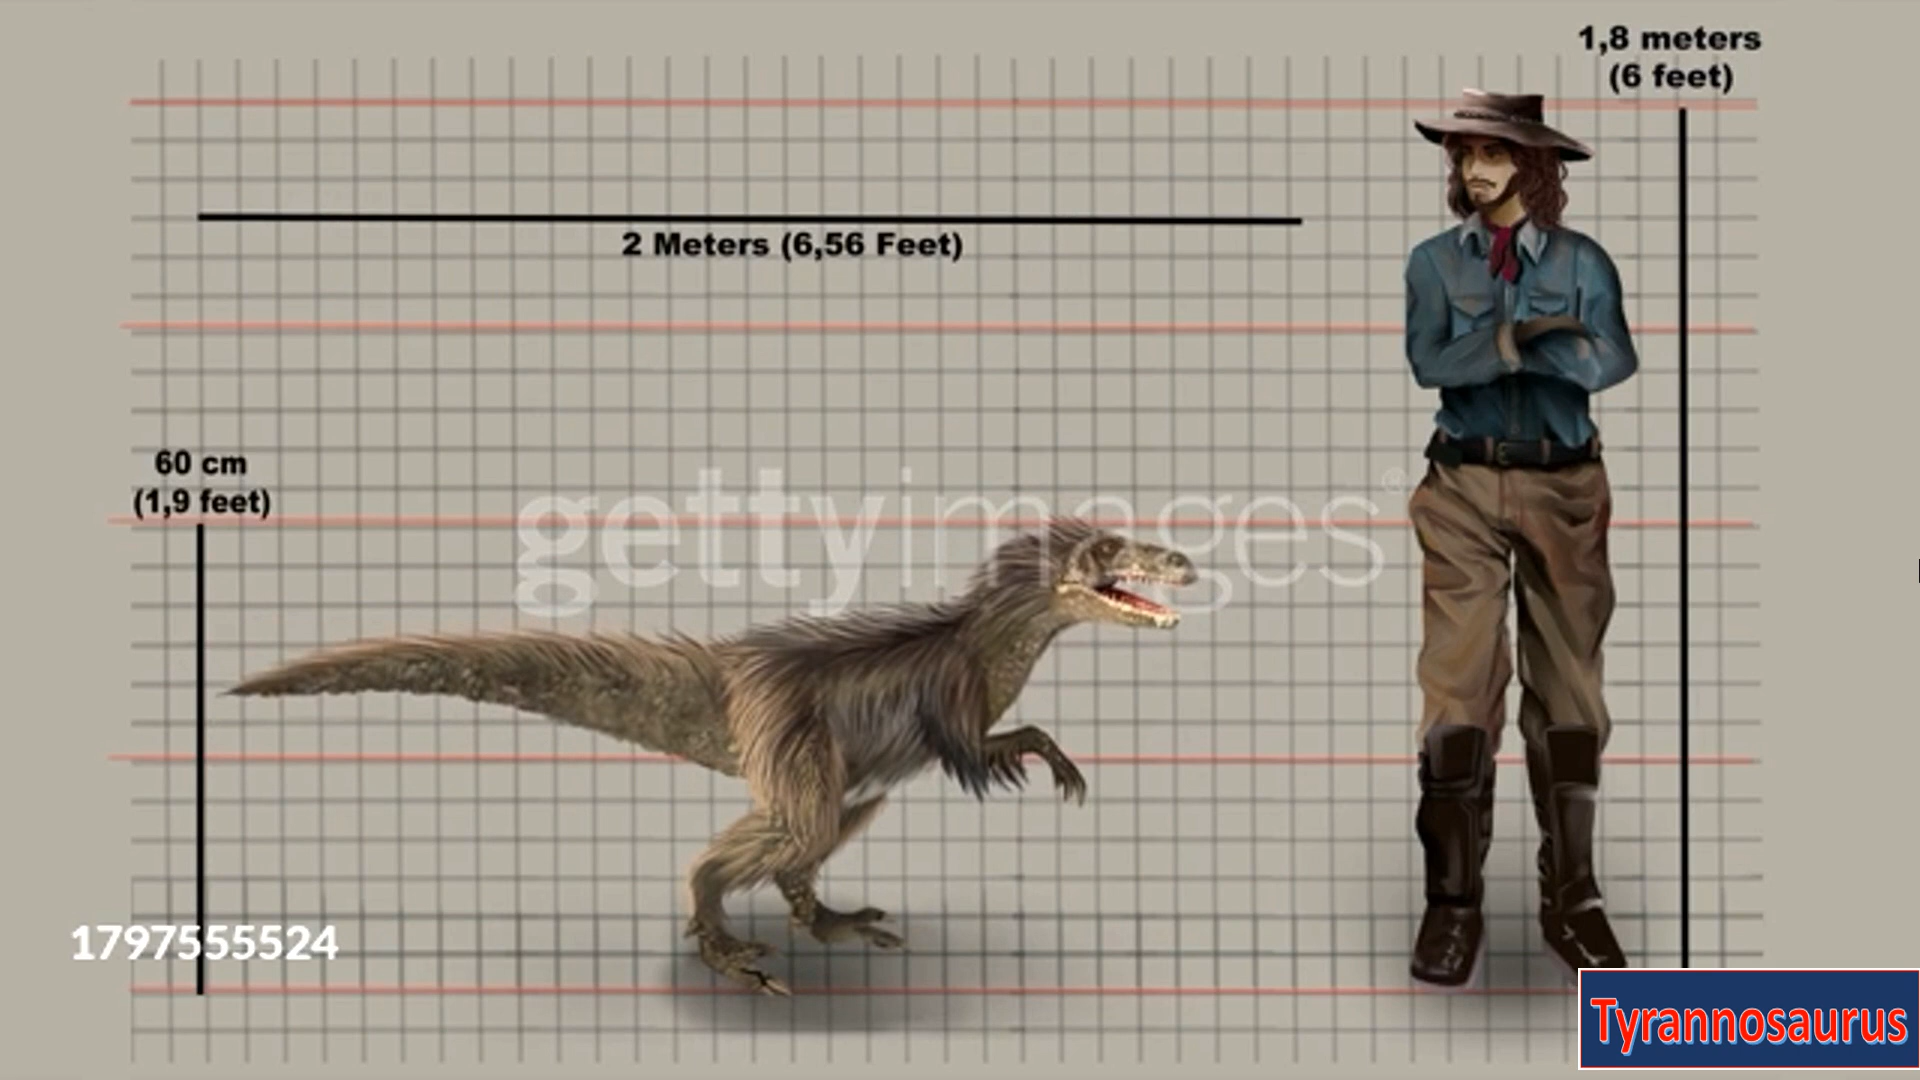 1,8 meters
(6 feet)
2 Meters (6,56 Feet)
60 cm
(1,9 feet)
gettyimages®
1797555524
Tyrannosaurus